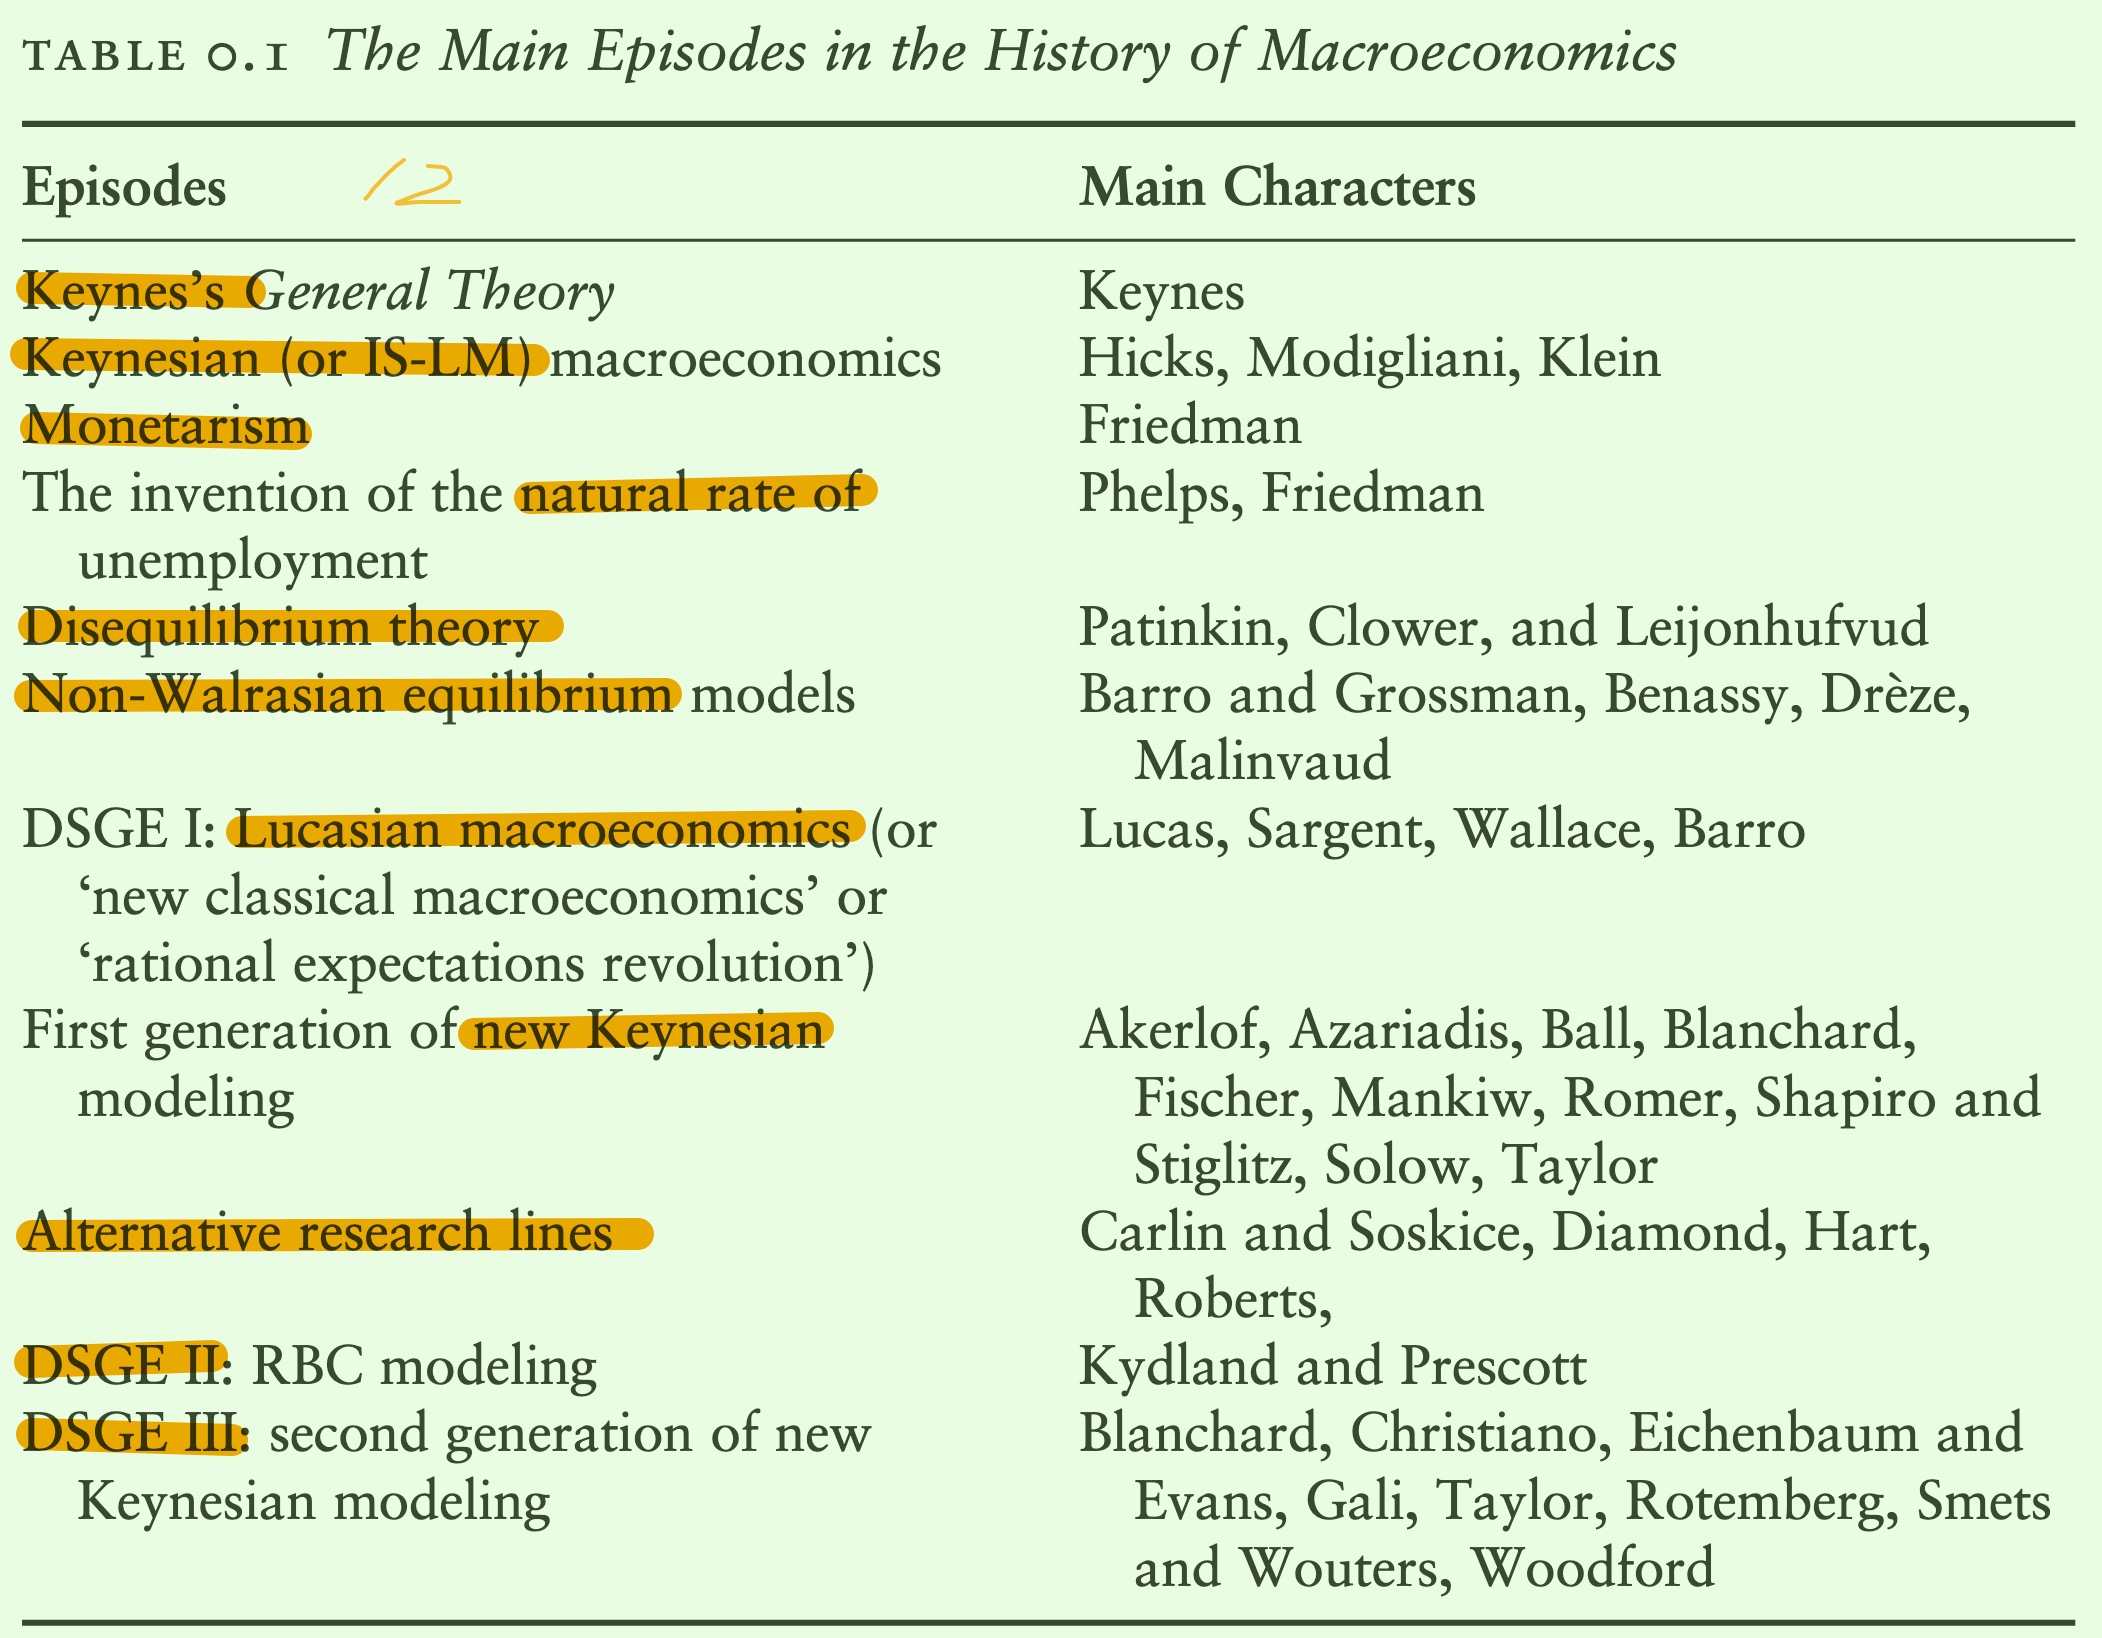 TABLE 0.1 The Main Episodes in the History of Macroeconomics
Episodes 12 Main Characters
Keynes’s General Theory Keynes
Keynesian (or IS-LM) macroeconomics Hicks, Modigliani, Klein
Monetarism Friedman
The invention of the natural rate of Phelps, Friedman
unemployment
Disequilibrium theory Patinkin, Clower, and Leijonhufvud
Non-Walrasian equilibrium models Barro and Grossman, Benassy, Drèze,
Malinvaud
DSGE I: Lucasian macroeconomics (or Lucas, Sargent, Wallace, Barro
‘new classical macroeconomics’ or
‘rational expectations revolution’)
First generation of new Keynesian Akerlof, Azariadis, Ball, Blanchard,
modeling Fischer, Mankiw, Romer, Shapiro and
Stiglitz, Solow, Taylor
Alternative research lines Carlin and Soskice, Diamond, Hart,
Roberts,
DSGE II: RBC modeling Kydland and Prescott
DSGE III: second generation of new Blanchard, Christiano, Eichenbaum and
Keynesian modeling Evans, Gali, Taylor, Rotemberg, Smets
and Wouters, Woodford